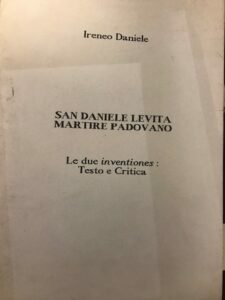 Ireneo Daniele
SAN DANIELE LEVITA
MARTIRE PADOVANO
Le due inventiones :
Testo e Critica